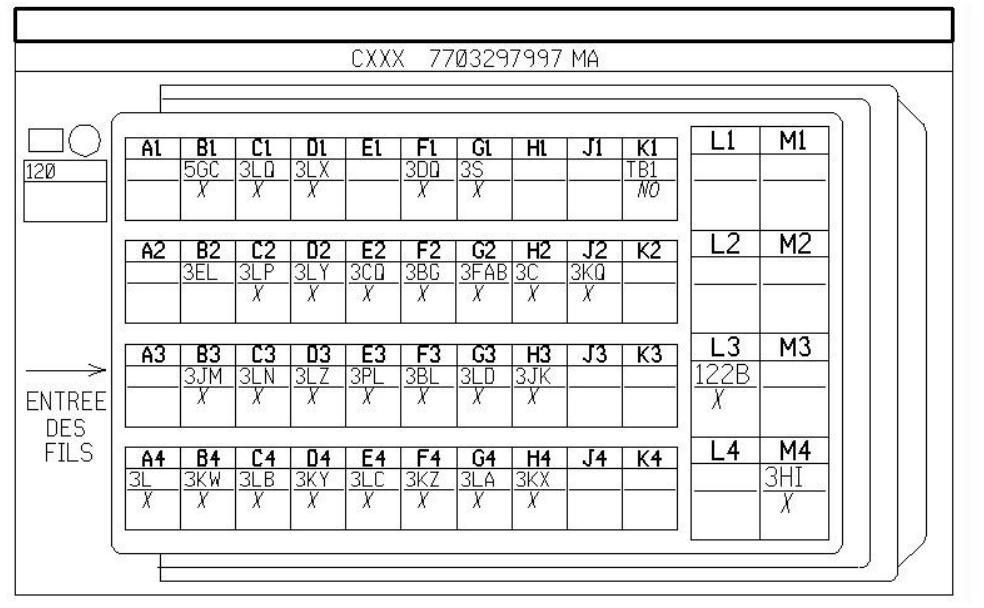 CXXX 7703297997 MA
120
A1 B1 C1 D1 E1 F1 G1 H1 J1 K1 L1 M1
5GC 3LQ 3LX 3DQ 3S TB1
X X X X X NO
A2 B2 C2 D2 E2 F2 G2 H2 J2 K2 L2 M2
3EL 3LP 3LY 3CQ 3BG 3FAB 3C 3KQ
X X X X X X X
A3 B3 C3 D3 E3 F3 G3 H3 J3 K3 L3 M3
3JM 3LN 3LZ 3PL 3BL 3LD 3JK 122B
X X X X X X X X
ENTREE
DES
FILS
A4 B4 C4 D4 E4 F4 G4 H4 J4 K4 L4 M4
3L 3KW 3LB 3KY 3LC 3KZ 3LA 3KX 3HI
X X X X X X X X X